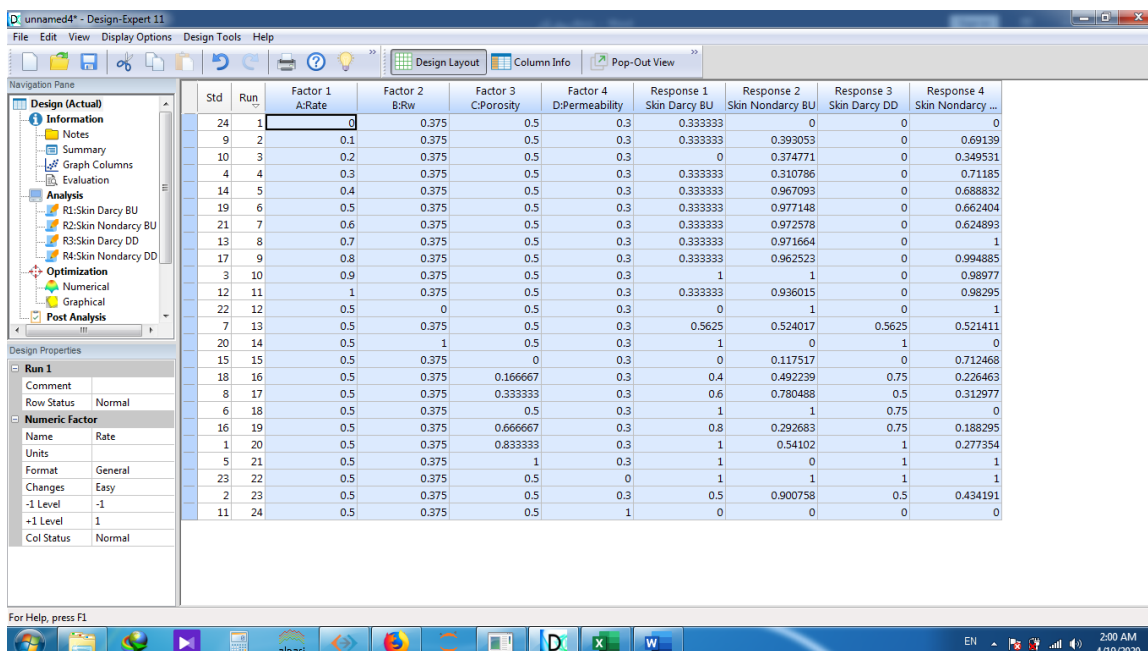 unnamed4* - Design-Expert 11
File Edit View Display Options Design Tools Help
» Design Layout Column Info Pop-Out View »
Navigation Pane
Design (Actual)
Information
Notes
Summary
Graph Columns
Evaluation
Analysis
R1:Skin Darcy BU
R2:Skin Nondarcy BU
R3:Skin Darcy DD
R4:Skin Nondarcy DD
Optimization
Numerical
Graphical
Post Analysis
Design Properties
Run 1
Comment
Row Status Normal
Numeric Factor
Name Rate
Units
Format General
Changes Easy
-1 Level -1
+1 Level 1
Col Status Normal
Std Run Factor 1 A:Rate Factor 2 B:Rw Factor 3 C:Porosity Factor 4 D:Permeability Response 1 Skin Darcy BU Response 2 Skin Nondarcy BU Response 3 Skin Darcy DD Response 4 Skin Nondarcy ...
24 1 0 0.375 0.5 0.3 0.333333 0 0 0
9 2 0.1 0.375 0.5 0.3 0.333333 0.393053 0 0.69139
10 3 0.2 0.375 0.5 0.3 0 0.374771 0 0.349531
4 4 0.3 0.375 0.5 0.3 0.333333 0.310786 0 0.71185
14 5 0.4 0.375 0.5 0.3 0.333333 0.967093 0 0.688832
19 6 0.5 0.375 0.5 0.3 0.333333 0.977148 0 0.662404
21 7 0.6 0.375 0.5 0.3 0.333333 0.972578 0 0.624893
13 8 0.7 0.375 0.5 0.3 0.333333 0.971664 0 1
17 9 0.8 0.375 0.5 0.3 0.333333 0.962523 0 0.994885
3 10 0.9 0.375 0.5 0.3 1 1 0 0.98977
12 11 1 0.375 0.5 0.3 0.333333 0.936015 0 0.98295
22 12 0.5 0 0.5 0.3 0 1 0 1
7 13 0.5 0.375 0.5 0.3 0.5625 0.524017 0.5625 0.521411
20 14 0.5 1 0.5 0.3 1 0 1 0
15 15 0.5 0.375 0 0.3 0 0.117517 0 0.712468
18 16 0.5 0.375 0.166667 0.3 0.4 0.492239 0.75 0.226463
8 17 0.5 0.375 0.333333 0.3 0.6 0.780488 0.5 0.312977
6 18 0.5 0.375 0.5 0.3 1 1 0.75 0
16 19 0.5 0.375 0.666667 0.3 0.8 0.292683 0.75 0.188295
1 20 0.5 0.375 0.833333 0.3 1 0.54102 1 0.277354
5 21 0.5 0.375 1 0.3 1 0 1 1
23 22 0.5 0.375 0.5 0 1 1 1 1
2 23 0.5 0.375 0.5 0.3 0.5 0.900758 0.5 0.434191
11 24 0.5 0.375 0.5 1 0 0 0 0
For Help, press F1
EN 2:00 AM
4/10/2020